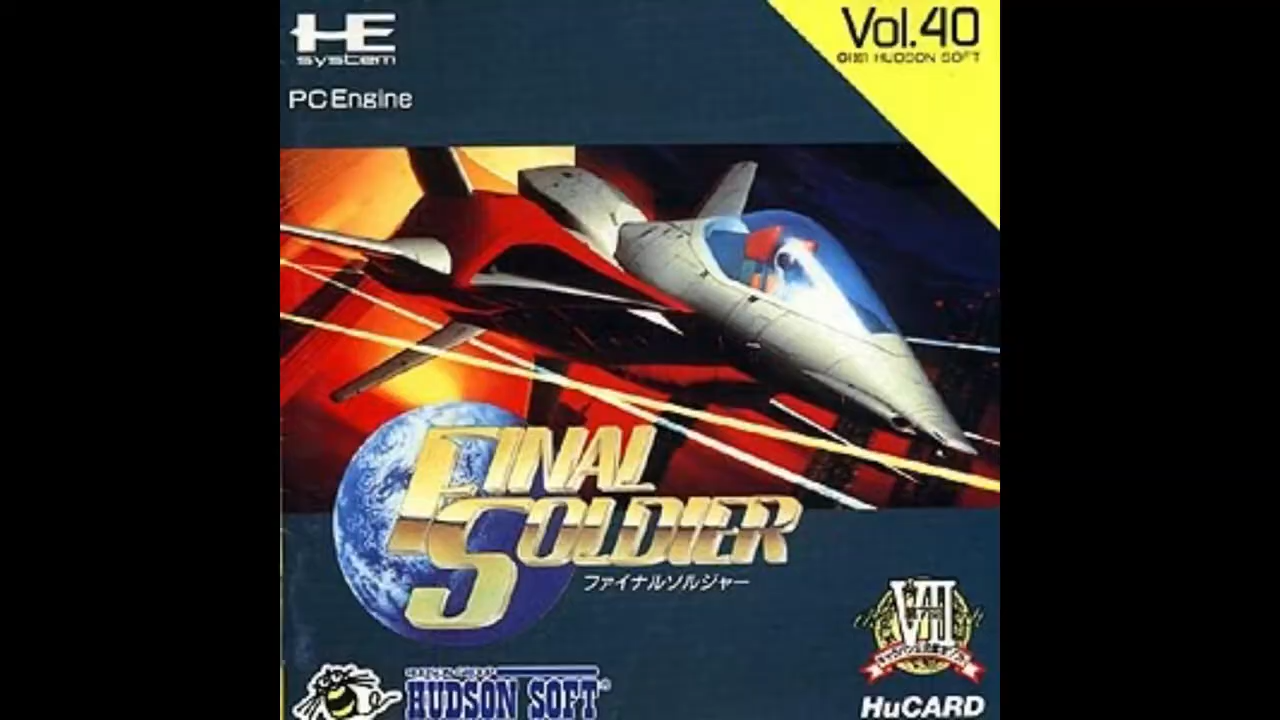 HE
system
PC Engine
Vol.40
©1991 HUDSON SOFT
FINAL
SOLDIER
ファイナルソルジャー
VII
HUDSON SOFT®
HuCARD